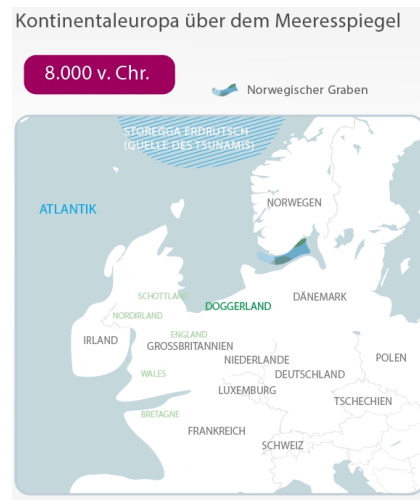 Kontinentaleuropa über dem Meeresspiegel
8.000 v. Chr.
Norwegischer Graben
STOREGGA ERDRUTSCH
(QUELLE DES TSUNAMIS)
NORWEGEN
ATLANTIK
SCHOTTLAND
DOGGERLAND
DÄNEMARK
NORDIRLAND
ENGLAND
IRLAND
GROSSBRITANNIEN
NIEDERLANDE
POLEN
WALES
DEUTSCHLAND
LUXEMBURG
TSCHECHIEN
BRETAGNE
FRANKREICH
SCHWEIZ